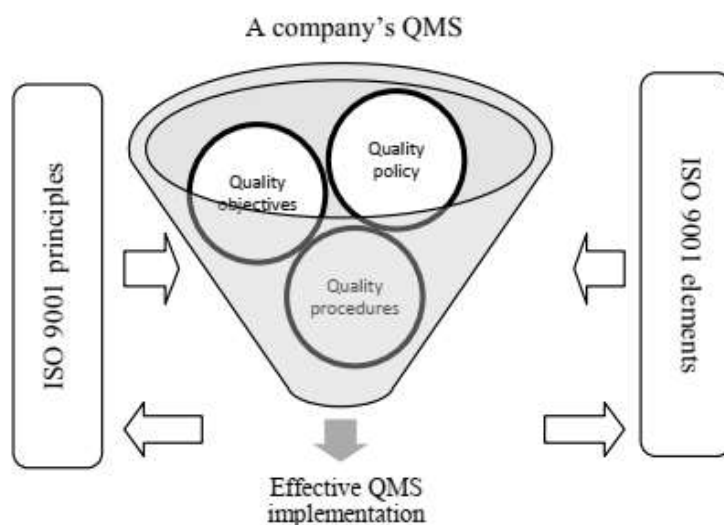 A company's QMS
ISO 9001 principles
Quality
objectives
Quality
policy
Quality
procedures
ISO 9001 elements
Effective QMS
implementation